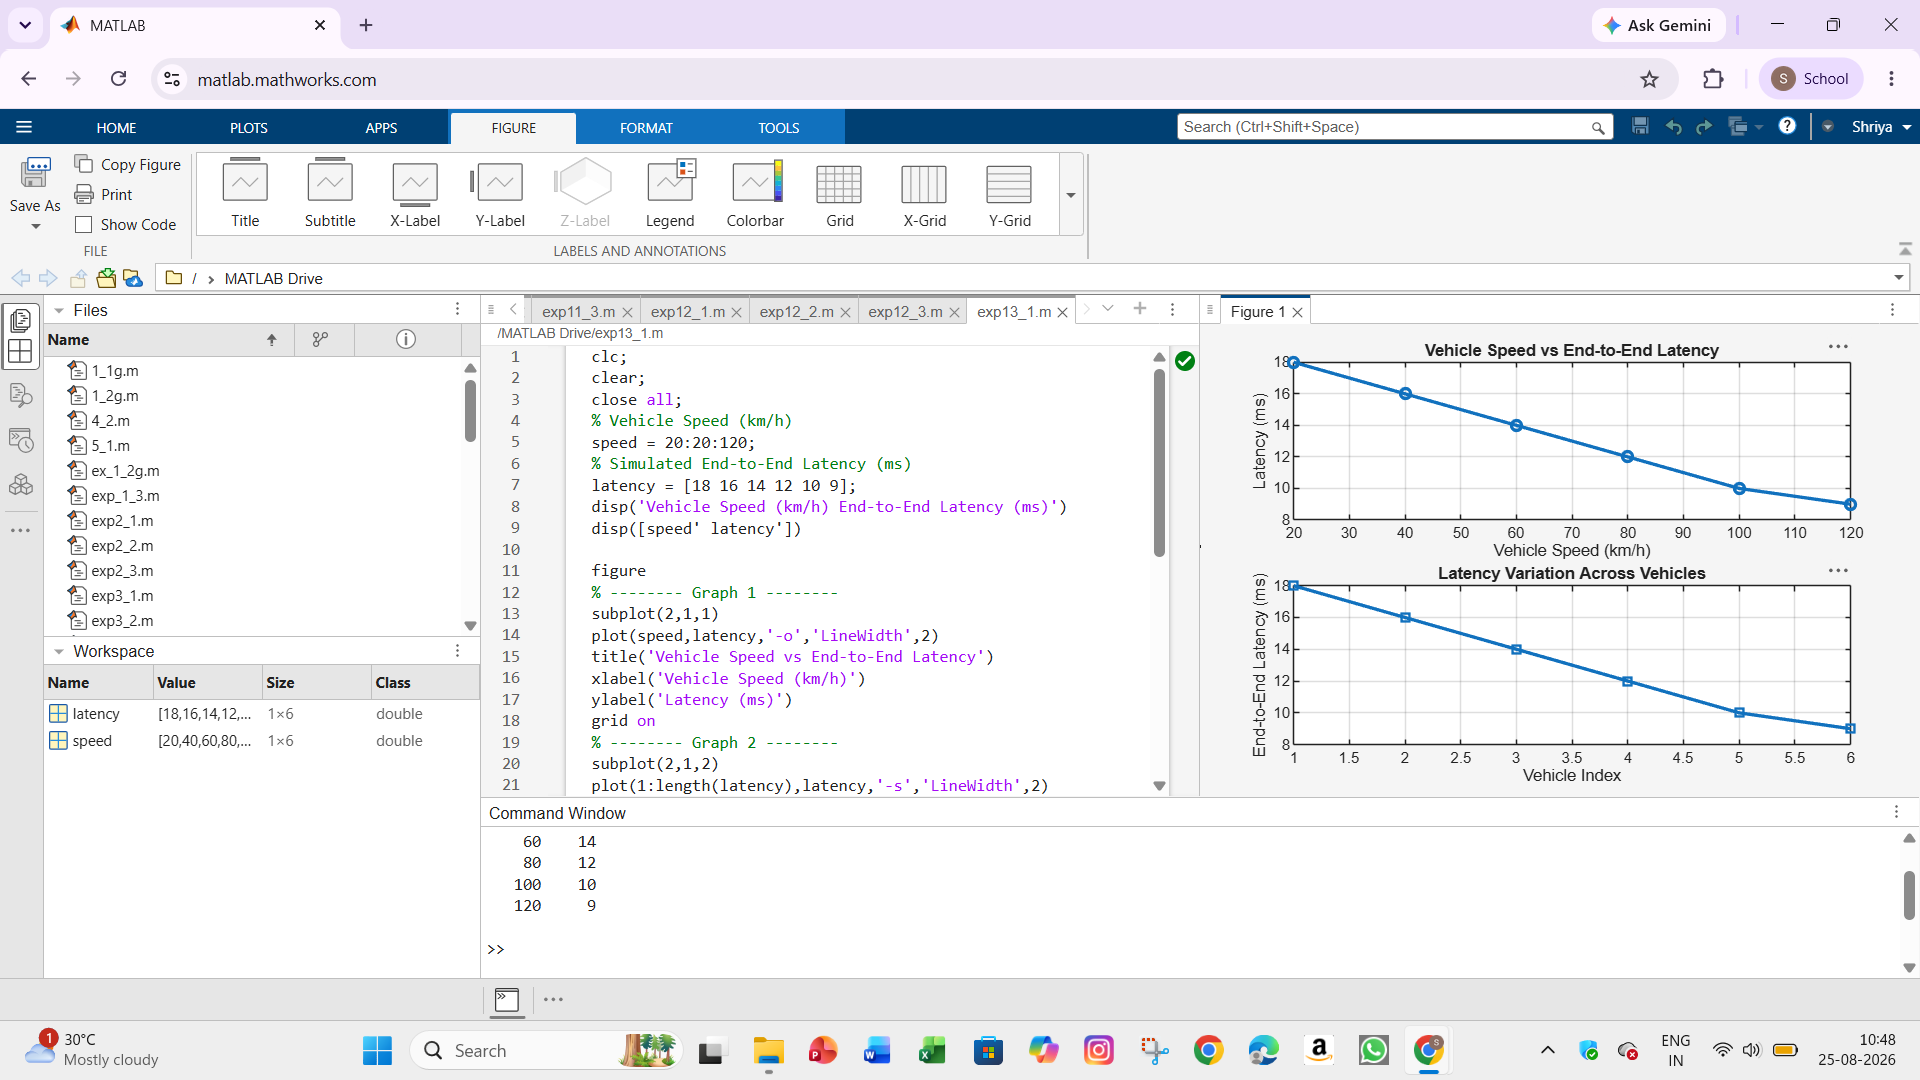 MATLAB
Ask Gemini
matlab.mathworks.com
S School
HOME PLOTS APPS FIGURE FORMAT TOOLS
Search (Ctrl+Shift+Space)
Shriya
Save As
Copy Figure
Print
Show Code
FILE
Title Subtitle X-Label Y-Label Z-Label Legend Colorbar Grid X-Grid Y-Grid
LABELS AND ANNOTATIONS
/ › MATLAB Drive
Files
Name
1_1g.m
1_2g.m
4_2.m
5_1.m
ex_1_2g.m
exp_1_3.m
exp2_1.m
exp2_2.m
exp2_3.m
exp3_1.m
exp3_2.m
Workspace
Name Value Size Class
latency [18,16,14,12,... 1×6 double
speed [20,40,60,80,... 1×6 double
exp11_3.m exp12_1.m exp12_2.m exp12_3.m exp13_1.m
/MATLAB Drive/exp13_1.m
1 clc;
2 clear;
3 close all;
4 % Vehicle Speed (km/h)
5 speed = 20:20:120;
6 % Simulated End-to-End Latency (ms)
7 latency = [18 16 14 12 10 9];
8 disp('Vehicle Speed (km/h) End-to-End Latency (ms)')
9 disp([speed' latency'])
10
11 figure
12 % -------- Graph 1 --------
13 subplot(2,1,1)
14 plot(speed,latency,'-o','LineWidth',2)
15 title('Vehicle Speed vs End-to-End Latency')
16 xlabel('Vehicle Speed (km/h)')
17 ylabel('Latency (ms)')
18 grid on
19 % -------- Graph 2 --------
20 subplot(2,1,2)
21 plot(1:length(latency),latency,'-s','LineWidth',2)
Figure 1
Vehicle Speed vs End-to-End Latency
Latency (ms)
18
16
14
12
10
8
20 30 40 50 60 70 80 90 100 110 120
Vehicle Speed (km/h)
Latency Variation Across Vehicles
End-to-End Latency (ms)
18
16
14
12
10
8
1 1.5 2 2.5 3 3.5 4 4.5 5 5.5 6
Vehicle Index
Command Window
60 14
80 12
100 10
120 9
>>
1
30°C
Mostly cloudy
Search
ENG
IN
10:48
25-08-2026